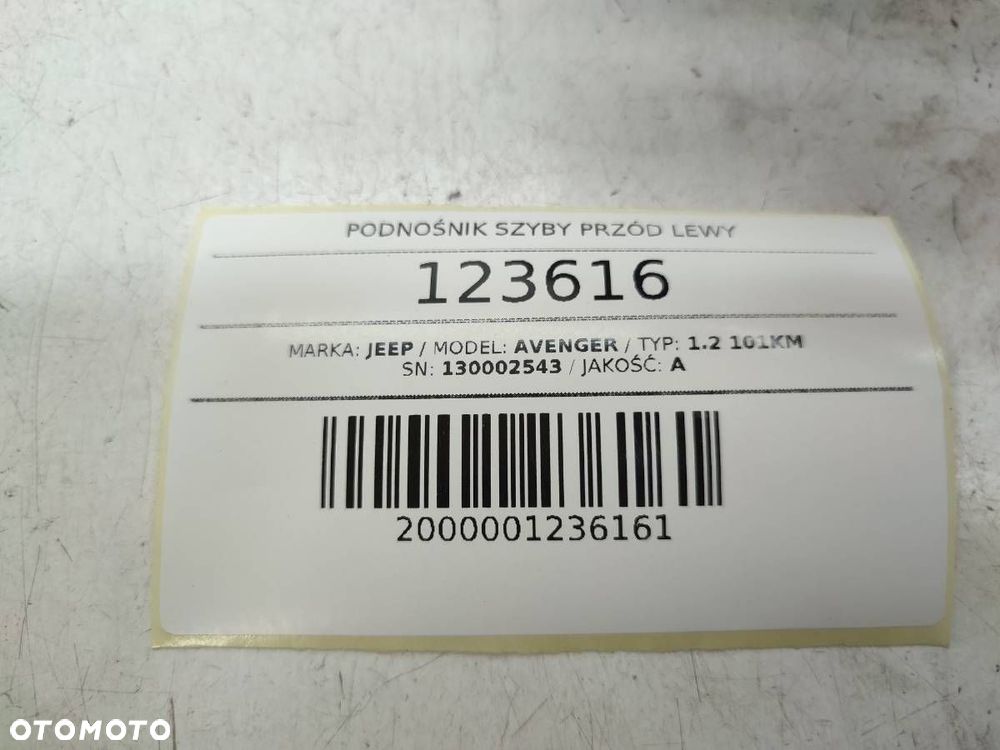 PODNOŚNIK SZYBY PRZÓD LEWY
123616
MARKA: JEEP / MODEL: AVENGER / TYP: 1.2 101KM
SN: 130002543 / JAKOŚĆ: A
2000001236161
OTOMOTO